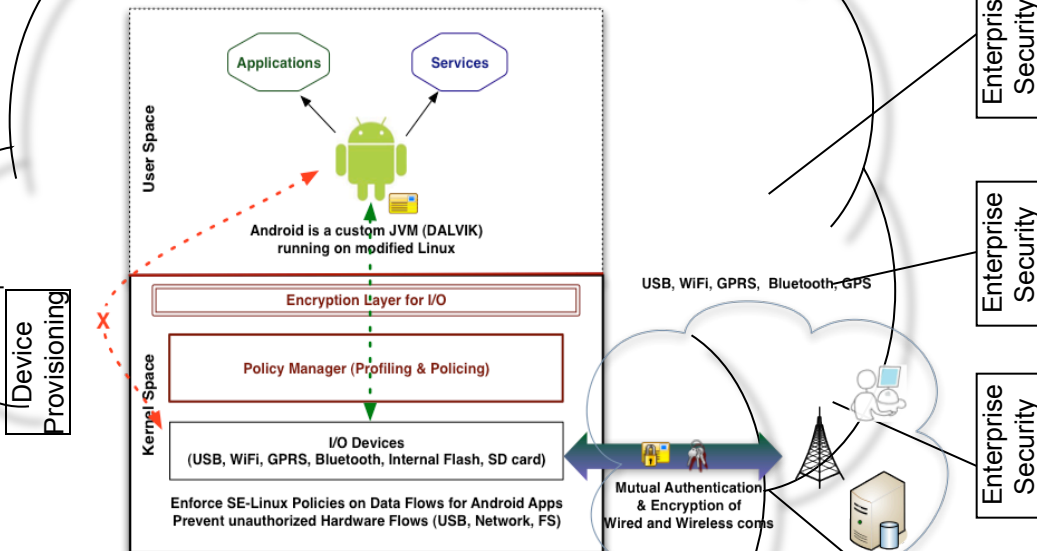 Applications
Services
User Space
Android is a custom JVM (DALVIK)
running on modified Linux
Encryption Layer for I/O
Policy Manager (Profiling & Policing)
Kernel Space
I/O Devices
(USB, WiFi, GPRS, Bluetooth, Internal Flash, SD card)
Enforce SE-Linux Policies on Data Flows for Android Apps
Prevent unauthorized Hardware Flows (USB, Network, FS)
X
Device
Provisioning
USB, WiFi, GPRS, Bluetooth, GPS
Mutual Authentication
& Encryption of
Wired and Wireless coms
Enterpris
Security
Enterprise
Security
Enterprise
Security